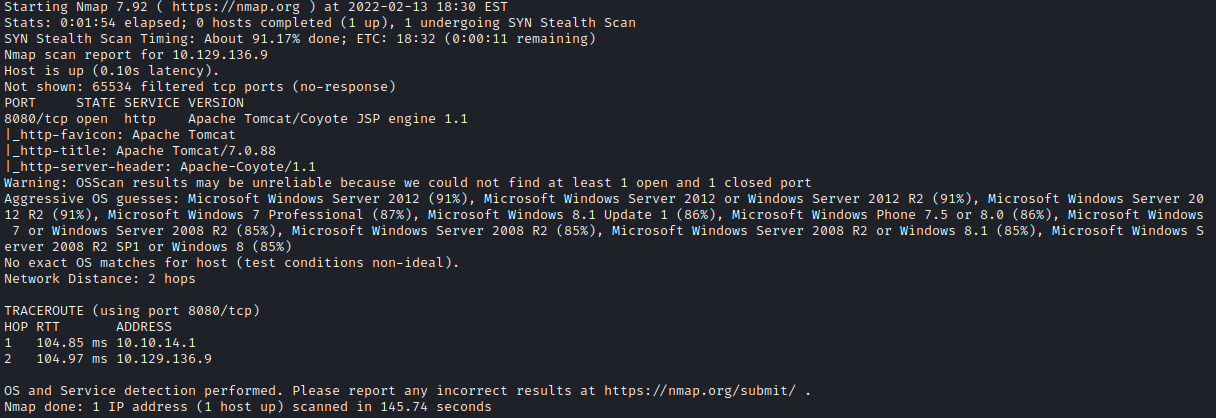 Starting Nmap 7.92 ( https://nmap.org ) at 2022-02-13 18:30 EST
Stats: 0:01:54 elapsed; 0 hosts completed (1 up), 1 undergoing SYN Stealth Scan
SYN Stealth Scan Timing: About 91.17% done; ETC: 18:32 (0:00:11 remaining)
Nmap scan report for 10.129.136.9
Host is up (0.10s latency).
Not shown: 65534 filtered tcp ports (no-response)
PORT     STATE SERVICE VERSION
8080/tcp open  http    Apache Tomcat/Coyote JSP engine 1.1
|_http-favicon: Apache Tomcat
|_http-title: Apache Tomcat/7.0.88
|_http-server-header: Apache-Coyote/1.1
Warning: OSScan results may be unreliable because we could not find at least 1 open and 1 closed port
Aggressive OS guesses: Microsoft Windows Server 2012 (91%), Microsoft Windows Server 2012 or Windows Server 2012 R2 (91%), Microsoft Windows Server 20
12 R2 (91%), Microsoft Windows 7 Professional (87%), Microsoft Windows 8.1 Update 1 (86%), Microsoft Windows Phone 7.5 or 8.0 (86%), Microsoft Windows
 7 or Windows Server 2008 R2 (85%), Microsoft Windows Server 2008 R2 (85%), Microsoft Windows Server 2008 R2 or Windows 8.1 (85%), Microsoft Windows S
erver 2008 R2 SP1 or Windows 8 (85%)
No exact OS matches for host (test conditions non-ideal).
Network Distance: 2 hops

TRACEROUTE (using port 8080/tcp)
HOP RTT       ADDRESS
1   104.85 ms 10.10.14.1
2   104.97 ms 10.129.136.9

OS and Service detection performed. Please report any incorrect results at https://nmap.org/submit/ .
Nmap done: 1 IP address (1 host up) scanned in 145.74 seconds